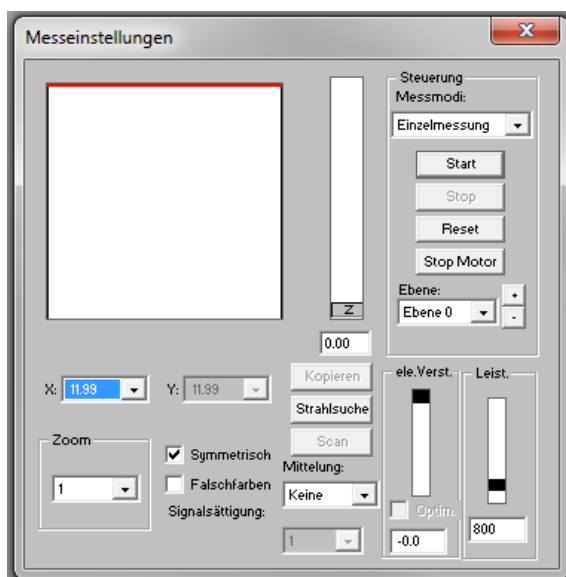 Messeinstellungen
Steuerung
Messmodi:
Einzelmessung
Start
Stop
Reset
Stop Motor
Ebene:
Ebene 0
+
-
Z
0.00
X: 11.99
Y: 11.99
Kopieren
Strahlsuche
Scan
Zoom
1
Symmetrisch
Falschfarben
Signalsättigung:
Mittelung:
Keine
1
ele.Verst.
Optim.
-0.0
Leist.
800